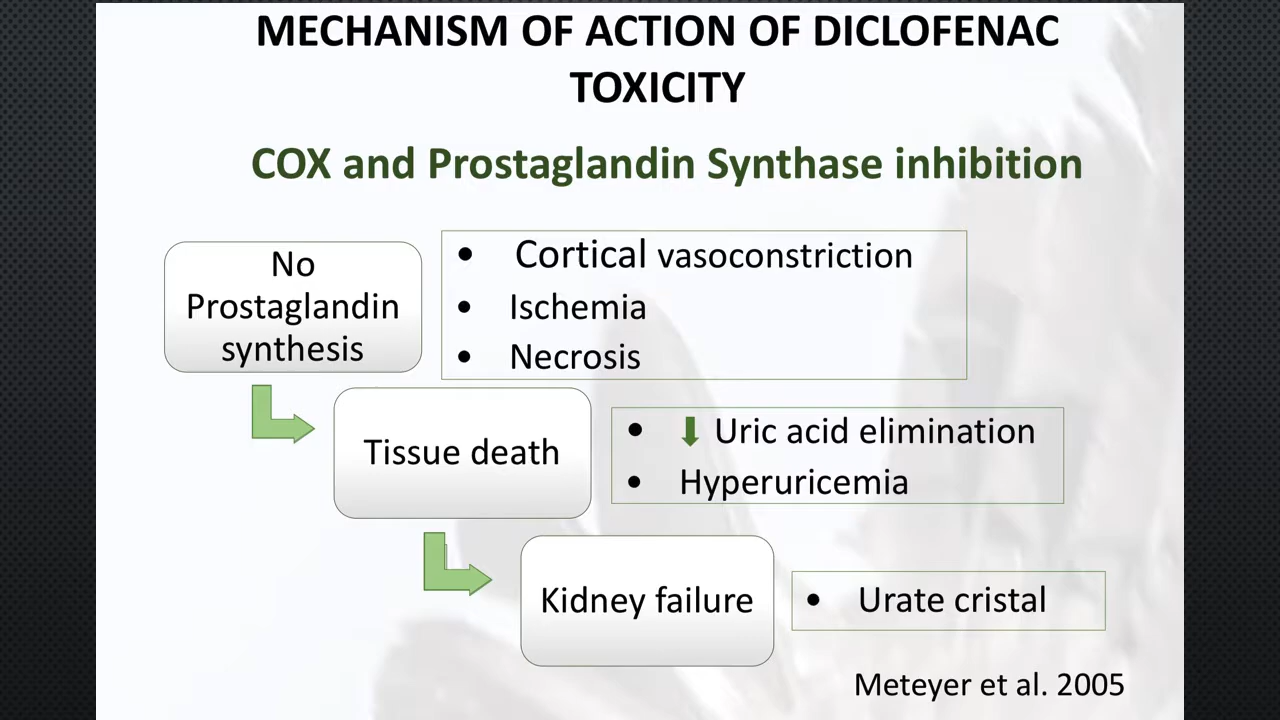 MECHANISM OF ACTION OF DICLOFENAC
TOXICITY
COX and Prostaglandin Synthase inhibition
No
Prostaglandin
synthesis
• Cortical vasoconstriction
• Ischemia
• Necrosis
Tissue death
• ⬇ Uric acid elimination
• Hyperuricemia
Kidney failure
• Urate cristal
Meteyer et al. 2005